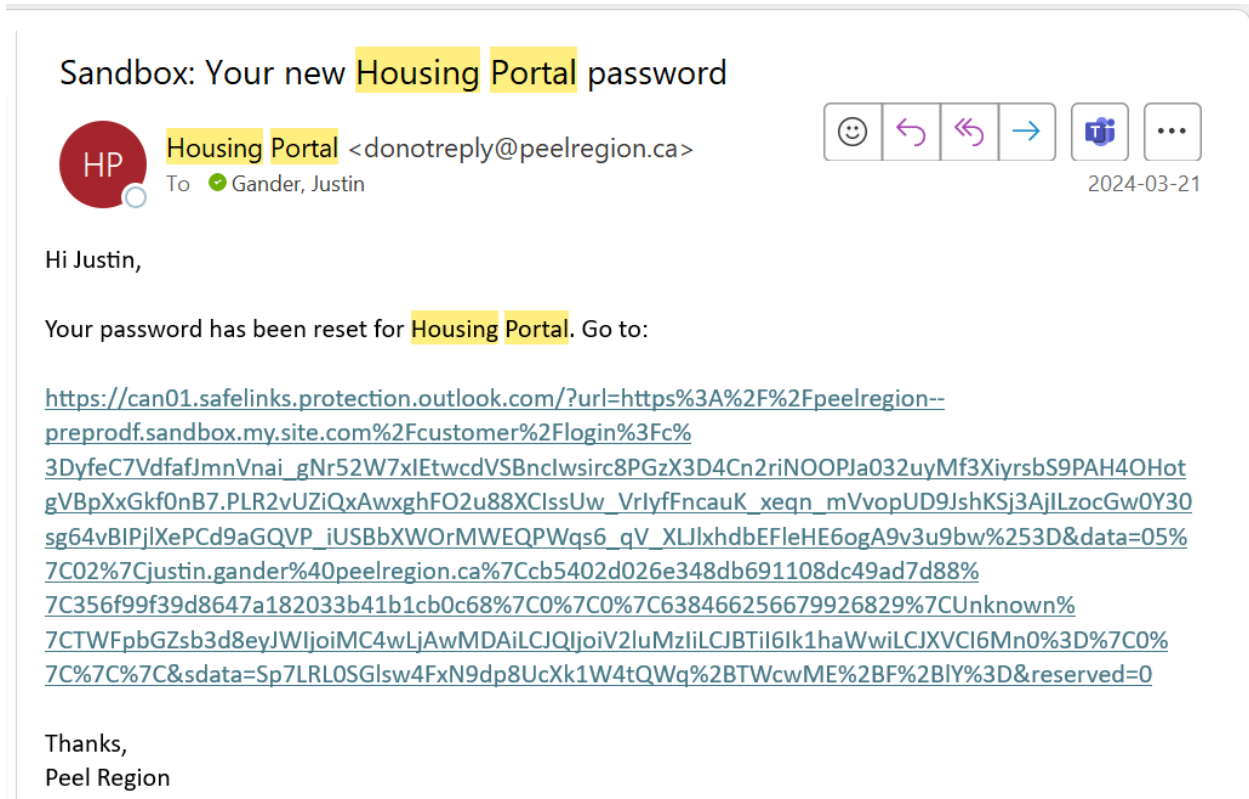 Sandbox: Your new Housing Portal password
HP
Housing Portal <donotreply@peelregion.ca>
To Gander, Justin
2024-03-21
Hi Justin,
Your password has been reset for Housing Portal. Go to:
https://can01.safelinks.protection.outlook.com/?url=https%3A%2F%2Fpeelregion--
preprodf.sandbox.my.site.com%2Fcustomer%2Flogin%3Fc%
3DyfeC7VdfafJmnVnai_gNr52W7xIEtwcdVSBncIwsirc8PGzX3D4Cn2riNOOPJa032uyMf3XiyrsbS9PAH4OHot
gVBpXxGkf0nB7.PLR2vUZiQxAwxghFO2u88XCIssUw_VrIyfFncauK_xeqn_mVvopUD9JshKSj3AjILzocGw0Y30
sg64vBIPjlXePCd9aGQVP_iUSBbXWOrMWEQPWqs6_qV_XLJlxhdbEFleHE6ogA9v3u9bw%253D&data=05%
7C02%7Cjustin.gander%40peelregion.ca%7Ccb5402d026e348db691108dc49ad7d88%
7C356f99f39d8647a182033b41b1cb0c68%7C0%7C0%7C638466256679926829%7CUnknown%
7CTWFpbGZsb3d8eyJWIjoiMC4wLjAwMDAiLCJQIjoiV2luMzIiLCJBTiI6Ik1haWwiLCJXVCI6Mn0%3D%7C0%
7C%7C%7C&sdata=Sp7LRL0SGlsw4FxN9dp8UcXk1W4tQWq%2BTWcwME%2BF%2BlY%3D&reserved=0
Thanks,
Peel Region